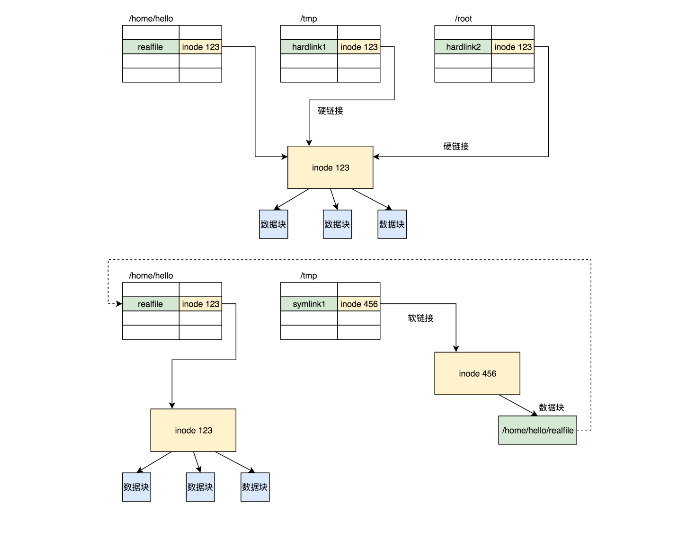 /home/hello
/tmp
/root
realfile
inode 123
hardlink1
inode 123
hardlink2
inode 123
硬链接
硬链接
inode 123
数据块
数据块
数据块
/home/hello
/tmp
realfile
inode 123
symlink1
inode 456
软链接
inode 456
数据块
/home/hello/realfile
inode 123
数据块
数据块
数据块